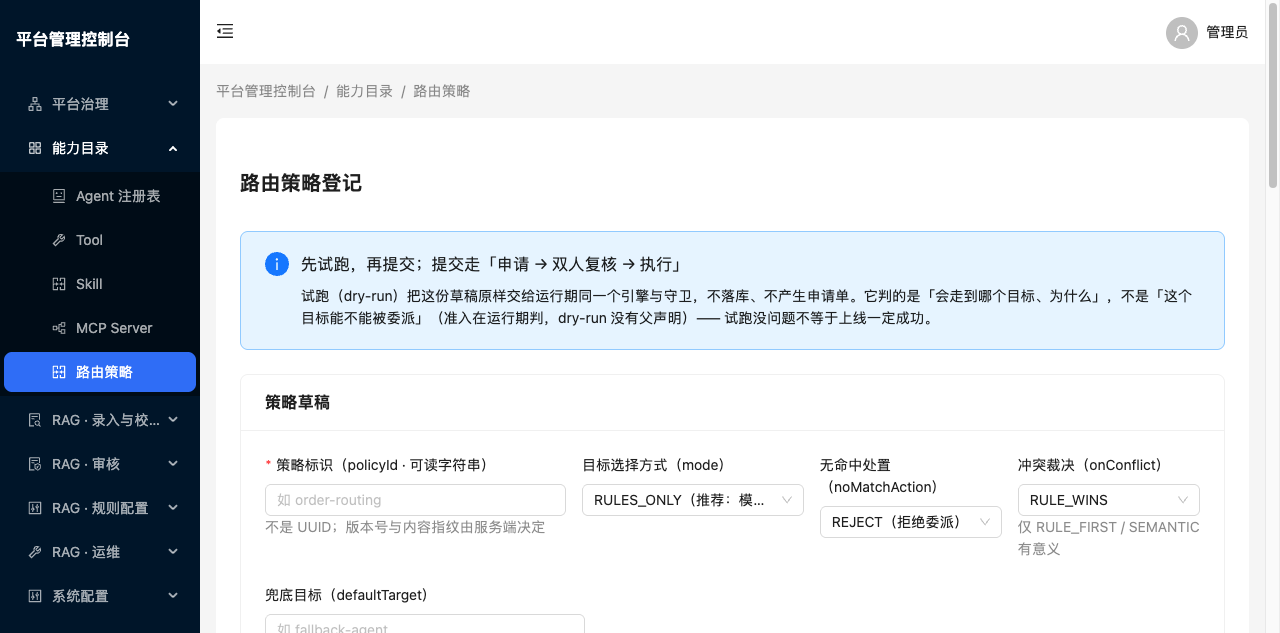 平台管理控制台
管理员
平台治理
能力目录
Agent 注册表
Tool
Skill
MCP Server
路由策略
RAG · 录入与校...
RAG · 审核
RAG · 规则配置
RAG · 运维
系统配置
平台管理控制台 / 能力目录 / 路由策略
路由策略登记
先试跑，再提交；提交走「申请 → 双人复核 → 执行」
试跑（dry-run）把这份草稿原样交给运行期同一个引擎与守卫，不落库、不产生申请单。它判的是「会走到哪个目标、为什么」，不是「这个
目标能不能被委派」（准入在运行期判，dry-run 没有父声明）—— 试跑没问题不等于上线一定成功。
策略草稿
* 策略标识（policyId · 可读字符串）
如 order-routing
不是 UUID；版本号与内容指纹由服务端决定
目标选择方式（mode）
RULES_ONLY（推荐：模...
无命中处置
（noMatchAction）
REJECT（拒绝委派）
冲突裁决（onConflict）
RULE_WINS
仅 RULE_FIRST / SEMANTIC
有意义
兜底目标（defaultTarget）
如 fallback-agent